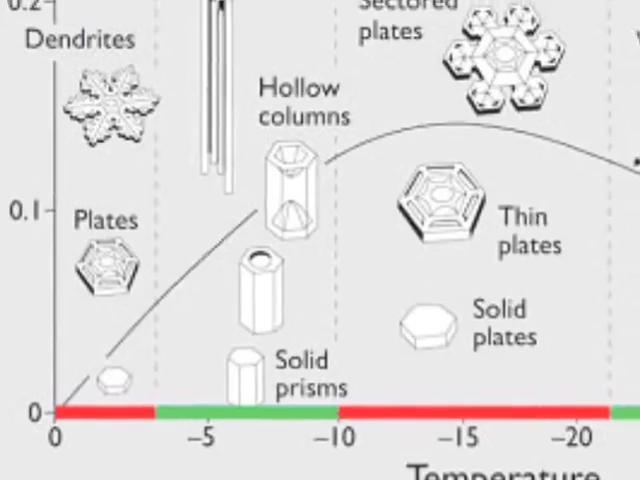 0.2
Sectored
plates
Dendrites
Hollow
columns
0.1
Plates
Thin
plates
Solid
plates
Solid
prisms
0
0
–5
–10
–15
–20
Temperature